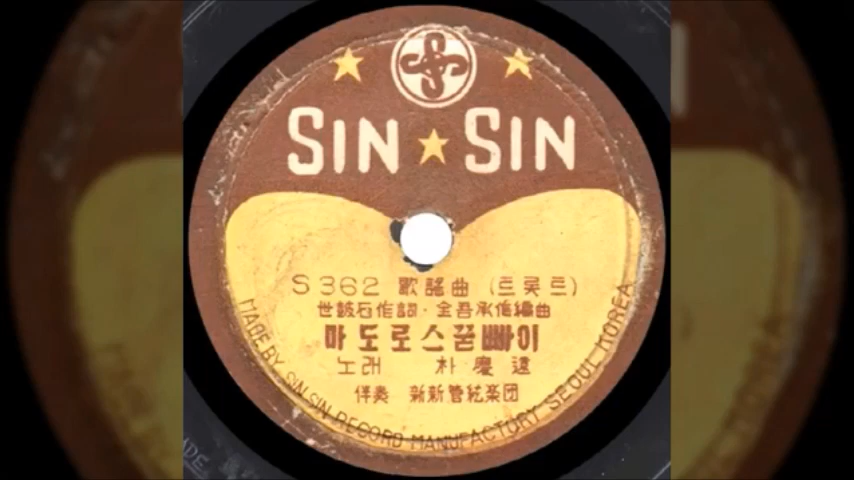 SIN ★ SIN
S362 歌謠曲 (트롯트)
世鼓石作詞·全吾承作編曲
마도로스꿈빠이
노래 朴慶遠
伴奏 新新管絃楽団
MADE BY SIN SIN RECORD MANUFACTORY SEOUL KOREA